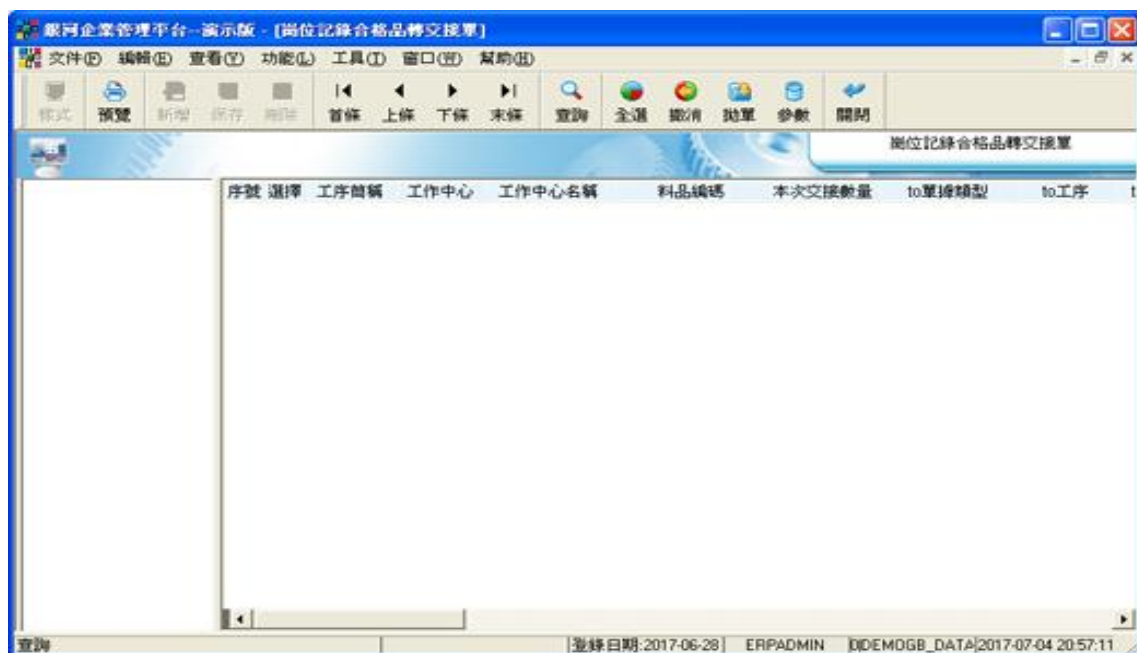 銀河企業管理平台--演示版 - [崗位記錄合格品轉交接單]
文件(F) 編輯(E) 查看(Y) 功能(L) 工具(T) 窗口(W) 幫助(H)
樣式 預覽 新增 保存 刪除 首條 上條 下條 末條 查詢 全選 撤消 拋單 參數 關閉
崗位記錄合格品轉交接單
序號 選擇 工序簡稱 工作中心 工作中心名稱 料品編碼 本次交接數量 to單據類型 to工序 t
查詢 登錄日期:2017-06-28 ERPADMIN 0|DEMOGB_DATA 2017-07-04 20:57:11